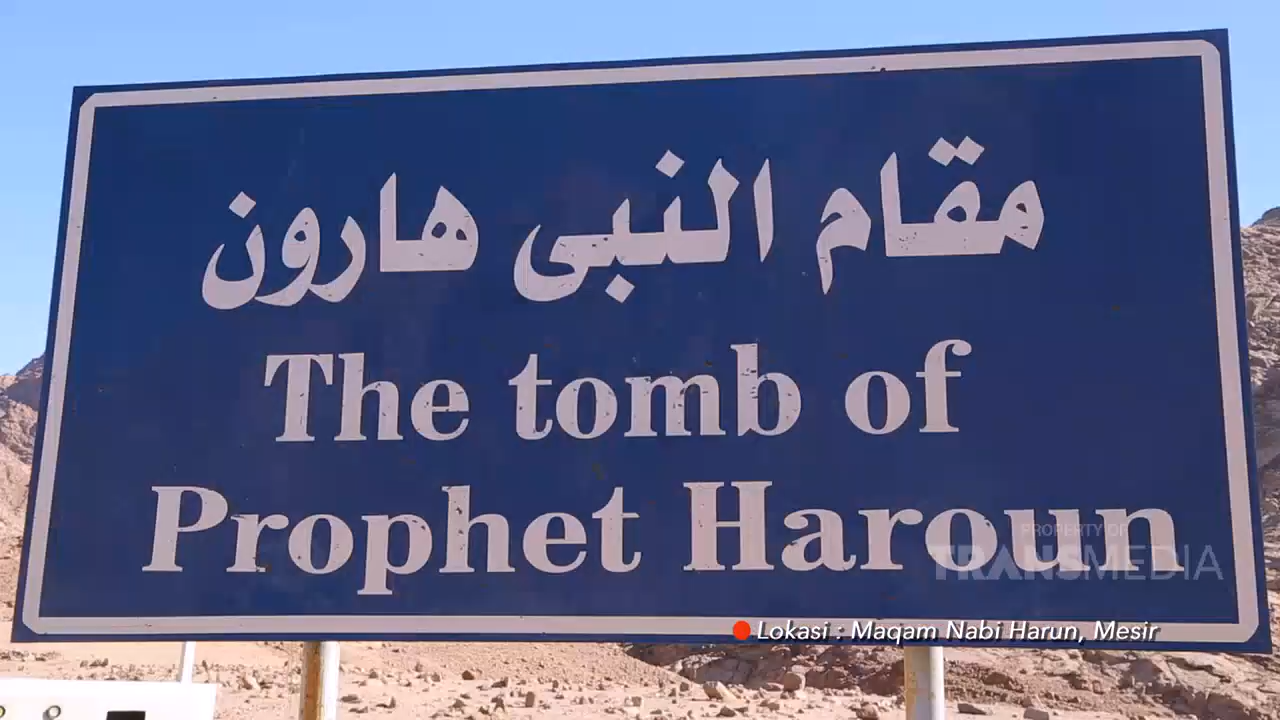 مقام النبى هارون
The tomb of
Prophet Haroun
PROPERTY OF
TRANSMEDIA
Lokasi : Maqam Nabi Harun, Mesir